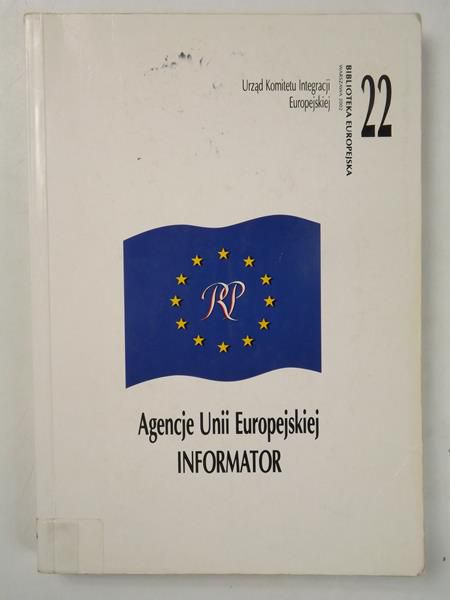 Urząd Komitetu Integracji
Europejskiej
BIBLIOTEKA EUROPEJSKA
WARSZAWA 2002
22
RP
Agencje Unii Europejskiej
INFORMATOR